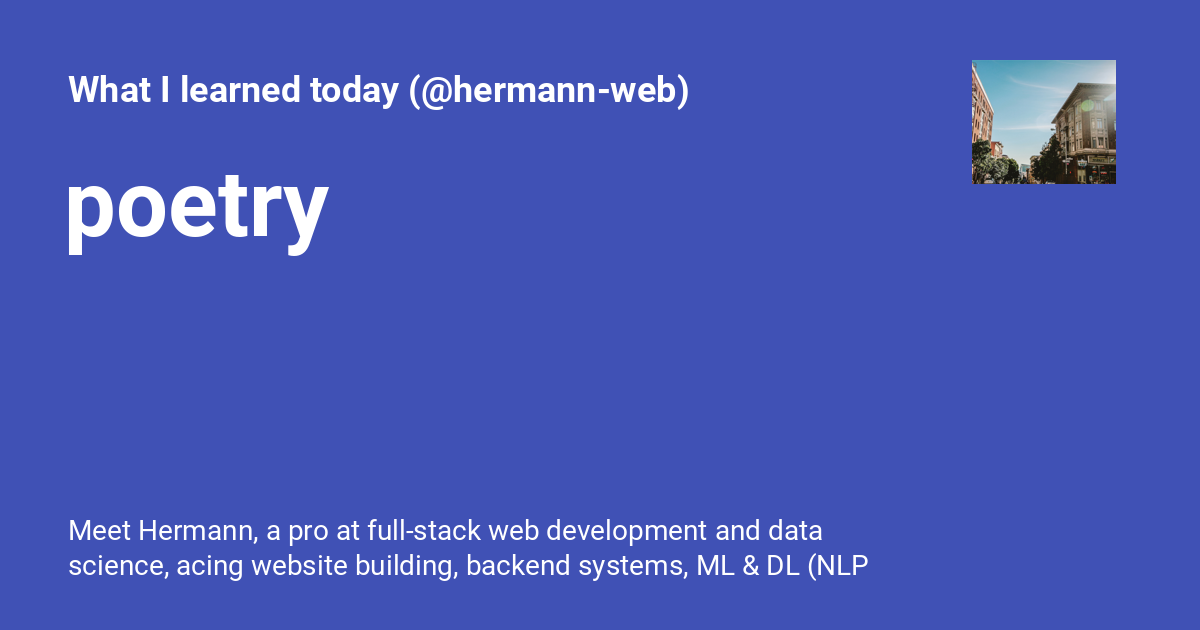 What I learned today (@hermann-web)
poetry
Meet Hermann, a pro at full-stack web development and data
science, acing website building, backend systems, ML & DL (NLP